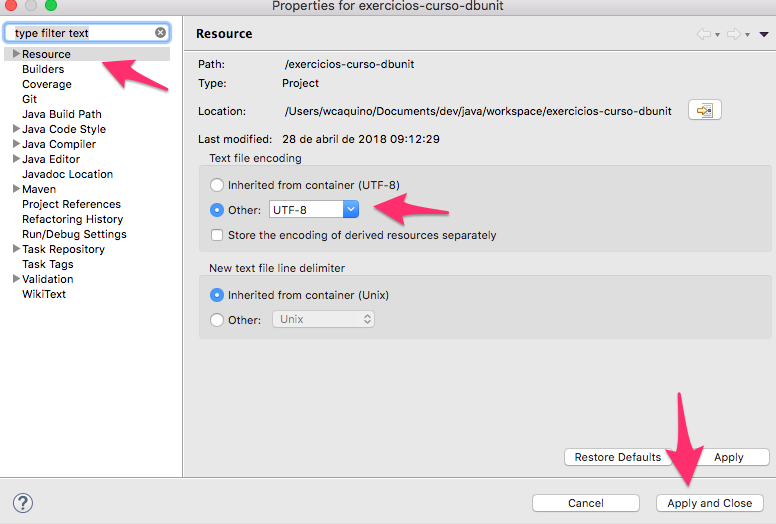 Properties for exercicios-curso-dbunit
type filter text
Resource
Builders
Coverage
Git
Java Build Path
Java Code Style
Java Compiler
Java Editor
Javadoc Location
Maven
Project References
Refactoring History
Run/Debug Settings
Task Repository
Task Tags
Validation
WikiText
Resource
Path: /exercicios-curso-dbunit
Type: Project
Location: /Users/wcaquino/Documents/dev/java/workspace/exercicios-curso-dbunit
Last modified: 28 de abril de 2018 09:12:29
Text file encoding
Inherited from container (UTF-8)
Other: UTF-8
Store the encoding of derived resources separately
New text file line delimiter
Inherited from container (Unix)
Other: Unix
Restore Defaults Apply
? Cancel Apply and Close